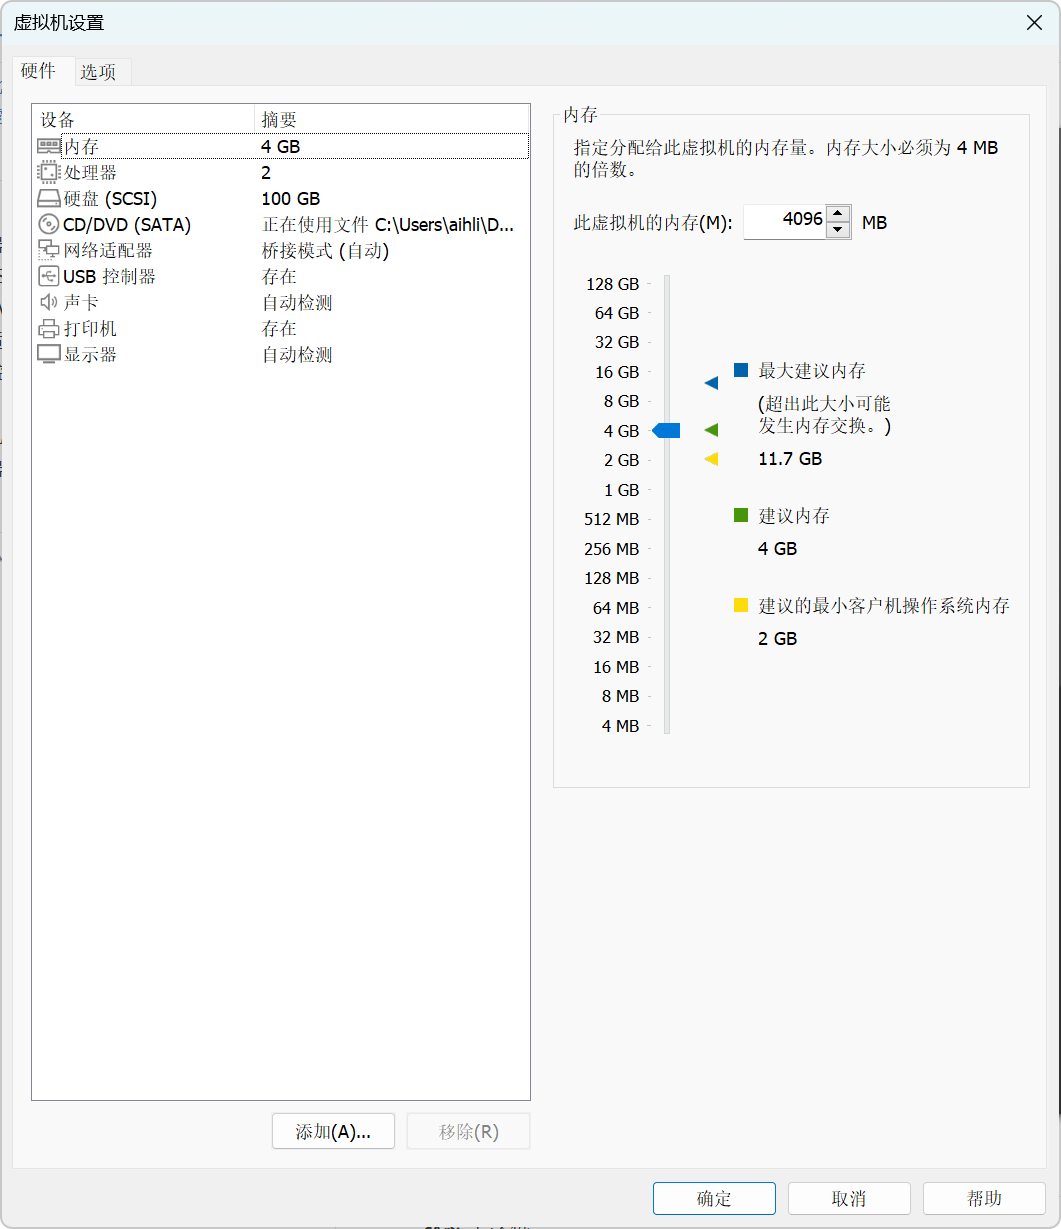 虚拟机设置
硬件 选项
设备 摘要
内存 4 GB
处理器 2
硬盘 (SCSI) 100 GB
CD/DVD (SATA) 正在使用文件 C:\Users\aihli\D...
网络适配器 桥接模式 (自动)
USB 控制器 存在
声卡 自动检测
打印机 存在
显示器 自动检测
添加(A)... 移除(R)
内存
指定分配给此虚拟机的内存量。内存大小必须为 4 MB
的倍数。
此虚拟机的内存(M): 4096 MB
128 GB
64 GB
32 GB
16 GB
8 GB
4 GB
2 GB
1 GB
512 MB
256 MB
128 MB
64 MB
32 MB
16 MB
8 MB
4 MB
最大建议内存
(超出此大小可能
发生内存交换。)
11.7 GB
建议内存
4 GB
建议的最小客户机操作系统内存
2 GB
确定 取消 帮助